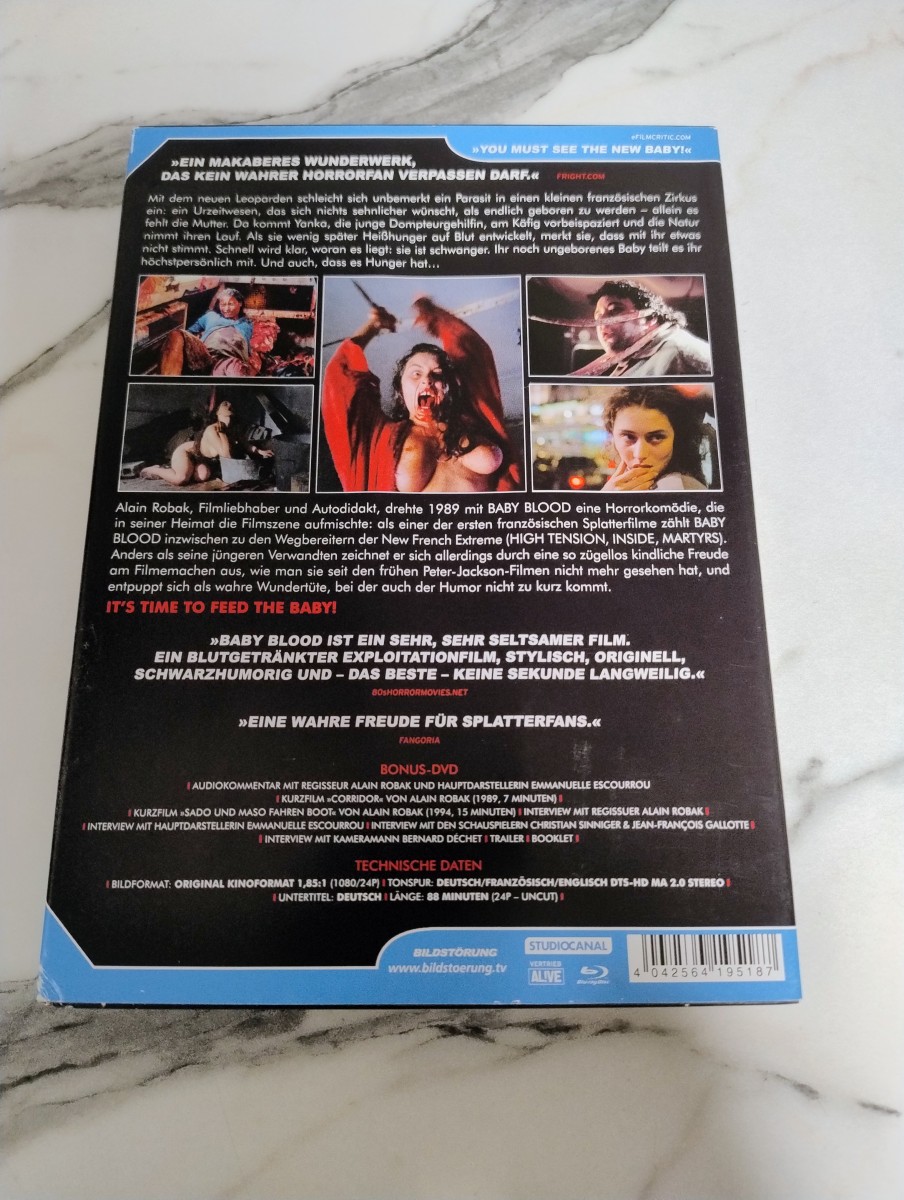 eFILMCRITIC.COM
»YOU MUST SEE THE NEW BABY!«
»EIN MAKABERES WUNDERWERK,
DAS KEIN WAHRER HORRORFAN VERPASSEN DARF.« FRIGHT.COM
Mit dem neuen Leoparden schleicht sich unbemerkt ein Parasit in einen kleinen französischen Zirkus
ein: ein Urzeitwesen, das sich nichts sehnlicher wünscht, als endlich geboren zu werden – allein es
fehlt die Mutter. Da kommt Yanka, die junge Dompteurgehilfin, am Käfig vorbeispaziert und die Natur
nimmt ihren Lauf. Als sie wenig später Heißhunger auf Blut entwickelt, merkt sie, dass mit ihr etwas
nicht stimmt. Schnell wird klar, woran es liegt: sie ist schwanger. Ihr noch ungeborenes Baby teilt es ihr
höchstpersönlich mit. Und auch, dass es Hunger hat...
Alain Robak, Filmliebhaber und Autodidakt, drehte 1989 mit BABY BLOOD eine Horrorkomödie, die
in seiner Heimat die Filmszene aufmischte: als einer der ersten französischen Splatterfilme zählt BABY
BLOOD inzwischen zu den Wegbereitern der New French Extreme (HIGH TENSION, INSIDE, MARTYRS).
Anders als seine jüngeren Verwandten zeichnet er sich allerdings durch eine so zügellos kindliche Freude
am Filmemachen aus, wie man sie seit den frühen Peter-Jackson-Filmen nicht mehr gesehen hat, und
entpuppt sich als wahre Wundertüte, bei der auch der Humor nicht zu kurz kommt.
IT'S TIME TO FEED THE BABY!
»BABY BLOOD IST EIN SEHR, SEHR SELTSAMER FILM.
EIN BLUTGETRÄNKTER EXPLOITATIONFILM, STYLISCH, ORIGINELL,
SCHWARZHUMORIG UND – DAS BESTE – KEINE SEKUNDE LANGWEILIG.«
80sHORRORMOVIES.NET
»EINE WAHRE FREUDE FÜR SPLATTERFANS.«
FANGORIA
BONUS-DVD
AUDIOKOMMENTAR MIT REGISSEUR ALAIN ROBAK UND HAUPTDARSTELLERIN EMMANUELLE ESCOURROU
KURZFILM »CORRIDOR« VON ALAIN ROBAK (1989, 7 MINUTEN)
KURZFILM »SADO UND MASO FAHREN BOOT« VON ALAIN ROBAK (1994, 15 MINUTEN) INTERVIEW MIT REGISSUER ALAIN ROBAK
INTERVIEW MIT HAUPTDARSTELLERIN EMMANUELLE ESCOURROU INTERVIEW MIT DEN SCHAUSPIELERN CHRISTIAN SINNIGER & JEAN-FRANÇOIS GALLOTTE
INTERVIEW MIT KAMERAMANN BERNARD DÉCHET TRAILER BOOKLET
TECHNISCHE DATEN
BILDFORMAT: ORIGINAL KINOFORMAT 1,85:1 (1080/24P) TONSPUR: DEUTSCH/FRANZÖSISCH/ENGLISCH DTS-HD MA 2.0 STEREO
UNTERTITEL: DEUTSCH LÄNGE: 88 MINUTEN (24P – UNCUT)
BILDSTÖRUNG
www.bildstoerung.tv
STUDIOCANAL
VERTRIEB
ALIVE
Blu-ray Disc
4 042564 195187